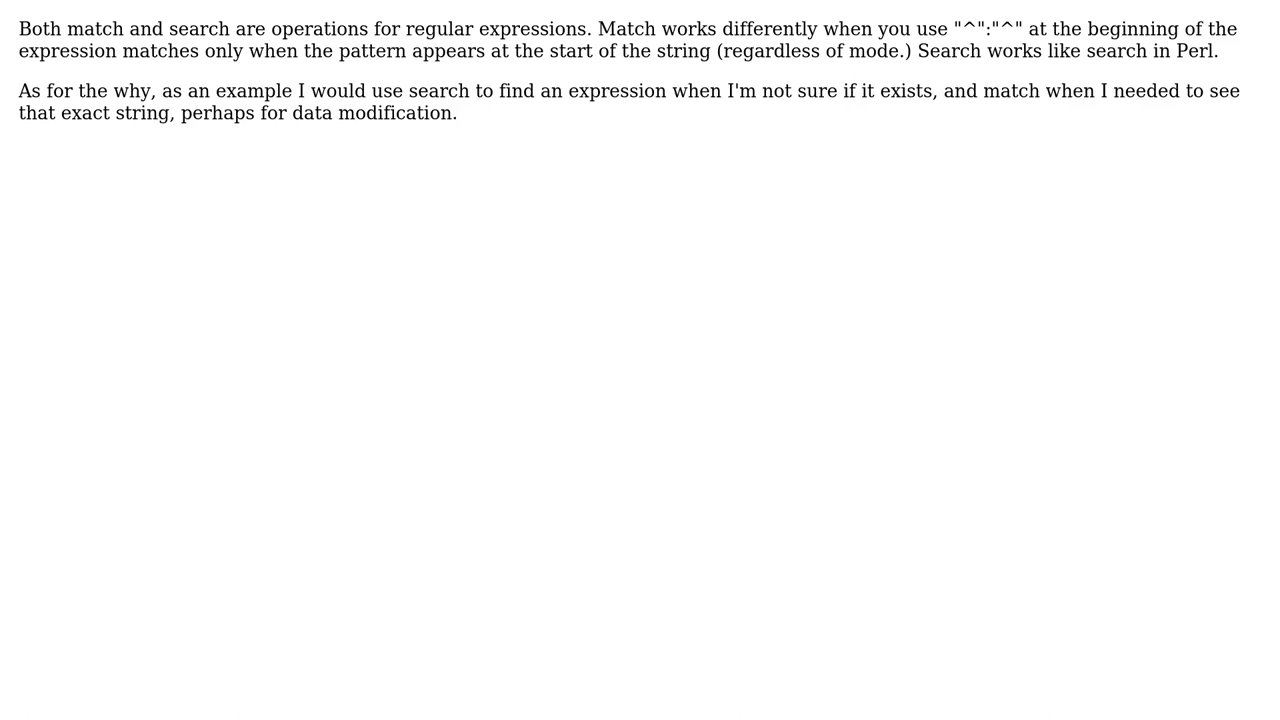 Both match and search are operations for regular expressions. Match works differently when you use "^":"^" at the beginning of the
expression matches only when the pattern appears at the start of the string (regardless of mode.) Search works like search in Perl.
As for the why, as an example I would use search to find an expression when I'm not sure if it exists, and match when I needed to see
that exact string, perhaps for data modification.